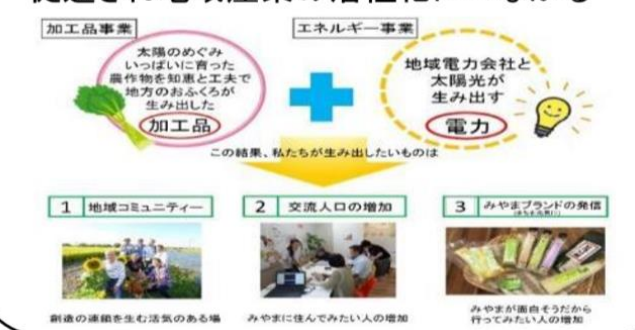 加工品事業
エネルギー事業
太陽のめぐみ
いっぱいに育った
農作物を知恵と工夫で
地方のおふくろが
生み出した
加工品
地域電力会社と
太陽光が
生み出す
電力
この結果、私たちが生み出したいものは
1 地域コミュニティー
2 交流人口の増加
3 みやまブランドの発信
創造の連鎖を生む活気のある場
みやまに住んでみたい人の増加
みやまが面白そうだから
行ってみたい人の増加